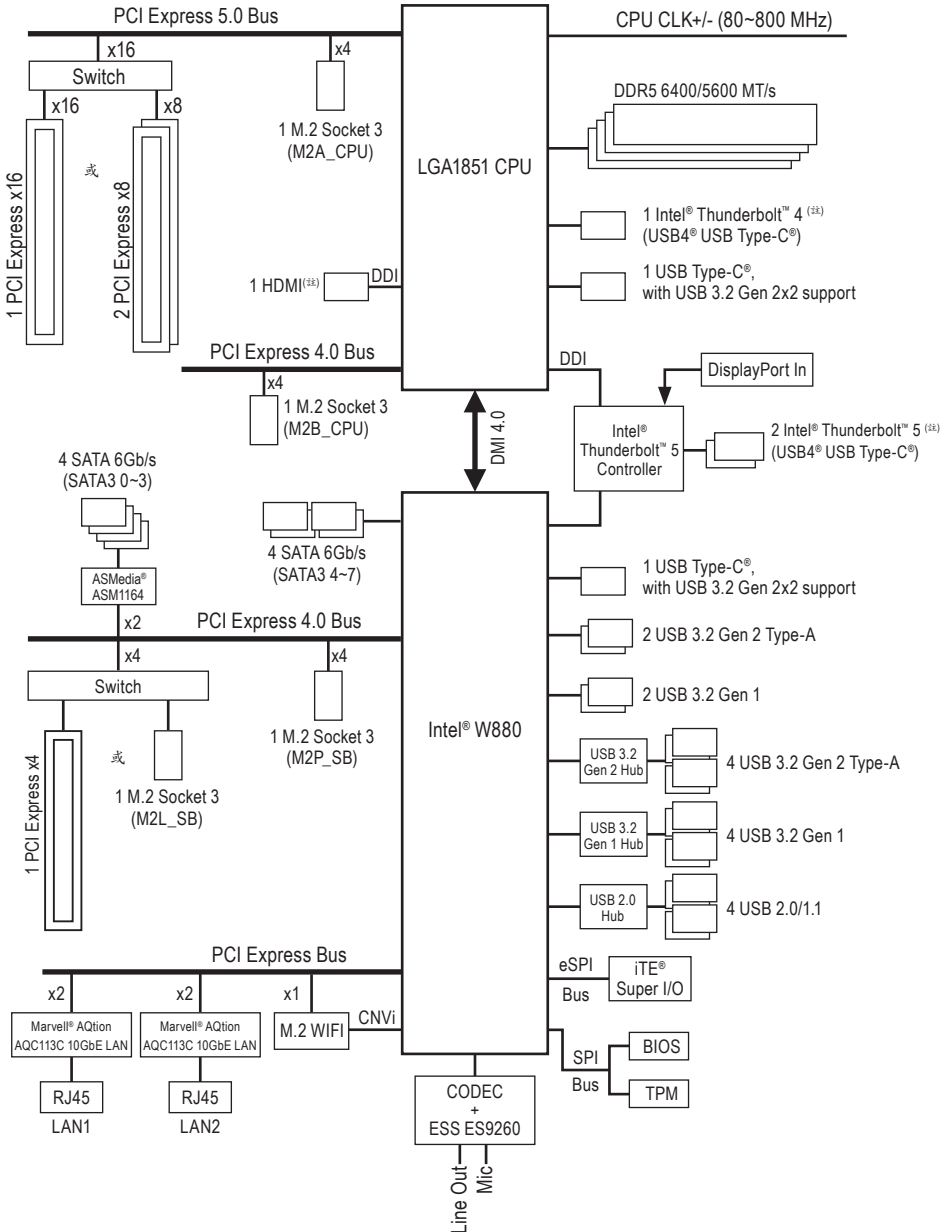 PCI Express 5.0 Bus
CPU CLK+/- (80~800 MHz)
x16
x4
Switch
x16
x8
1 PCI Express x16
或
2 PCI Express x8
1 M.2 Socket 3
(M2A_CPU)
LGA1851 CPU
DDR5 6400/5600 MT/s
1 Intel® Thunderbolt™ 4 (註)
(USB4® USB Type-C®)
1 HDMI(註)
DDI
1 USB Type-C®,
with USB 3.2 Gen 2x2 support
PCI Express 4.0 Bus
x4
1 M.2 Socket 3
(M2B_CPU)
DDI
DisplayPort In
DMI 4.0
Intel®
Thunderbolt™ 5
Controller
2 Intel® Thunderbolt™ 5 (註)
(USB4® USB Type-C®)
4 SATA 6Gb/s
(SATA3 0~3)
4 SATA 6Gb/s
(SATA3 4~7)
ASMedia®
ASM1164
x2
PCI Express 4.0 Bus
x4
x4
Switch
1 PCI Express x4
或
1 M.2 Socket 3
(M2L_SB)
1 M.2 Socket 3
(M2P_SB)
Intel® W880
1 USB Type-C®,
with USB 3.2 Gen 2x2 support
2 USB 3.2 Gen 2 Type-A
2 USB 3.2 Gen 1
USB 3.2
Gen 2 Hub
4 USB 3.2 Gen 2 Type-A
USB 3.2
Gen 1 Hub
4 USB 3.2 Gen 1
USB 2.0
Hub
4 USB 2.0/1.1
PCI Express Bus
x2
x2
x1
Marvell® AQtion
AQC113C 10GbE LAN
Marvell® AQtion
AQC113C 10GbE LAN
M.2 WIFI
CNVi
RJ45
LAN1
RJ45
LAN2
eSPI
Bus
iTE®
Super I/O
SPI
Bus
BIOS
TPM
CODEC
+
ESS ES9260
Line Out
Mic